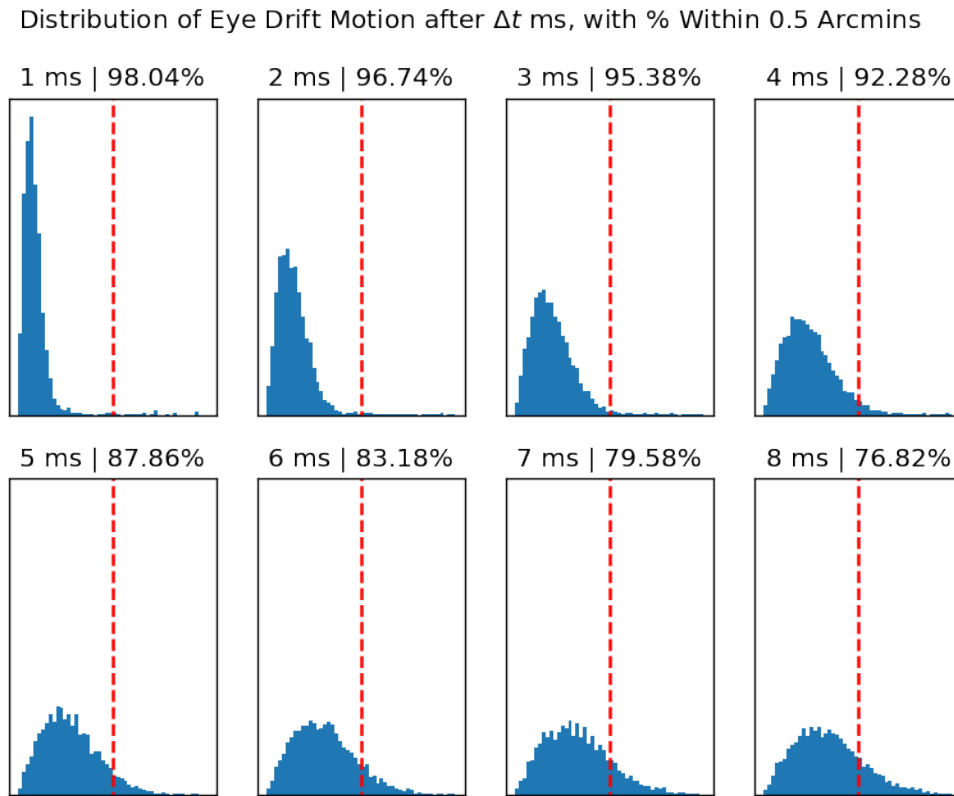 Distribution of Eye Drift Motion after Δt ms, with % Within 0.5 Arcmins
1 ms | 98.04%
2 ms | 96.74%
3 ms | 95.38%
4 ms | 92.28%
5 ms | 87.86%
6 ms | 83.18%
7 ms | 79.58%
8 ms | 76.82%